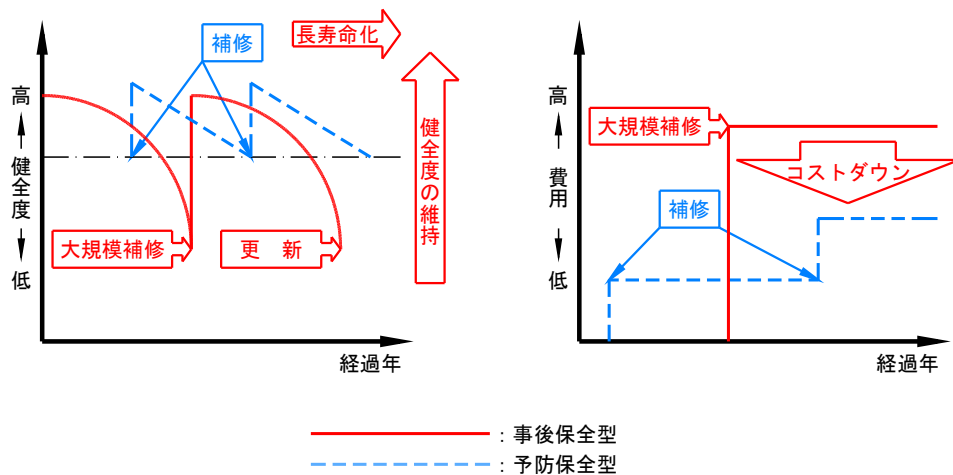 補修
長寿命化
高
健全度
低
健全度の維持
大規模補修
更　新
経過年
高
費用
低
大規模補修
コストダウン
補修
経過年
：事後保全型
：予防保全型